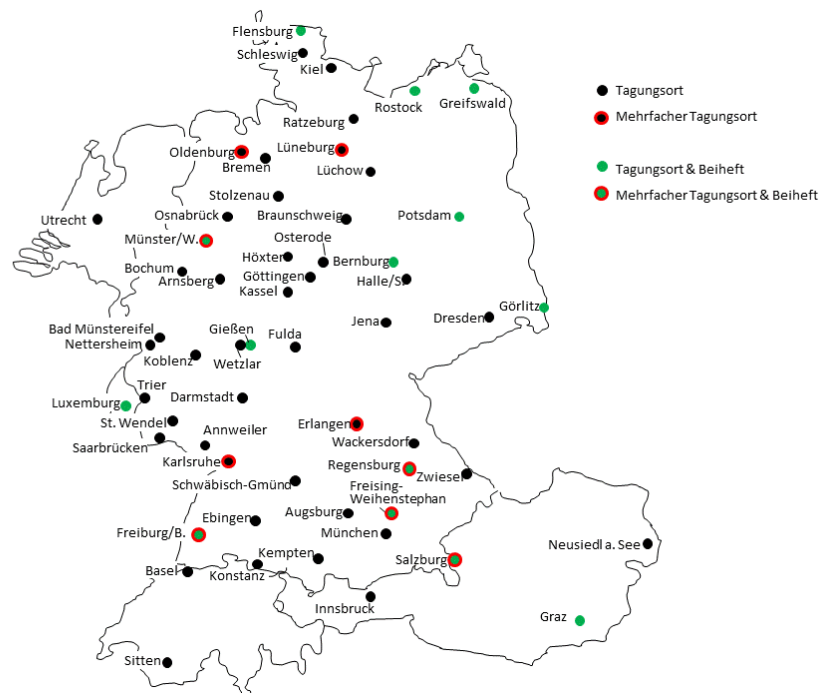 Flensburg
Schleswig
Kiel
Rostock
Greifswald
Tagungsort
Mehrfacher Tagungsort
Tagungsort & Beiheft
Mehrfacher Tagungsort & Beiheft
Ratzeburg
Oldenburg
Lüneburg
Bremen
Lüchow
Stolzenau
Utrecht
Osnabrück
Braunschweig
Potsdam
Münster/W.
Osterode
Höxter
Bernburg
Bochum
Arnsberg
Göttingen
Halle/S.
Kassel
Görlitz
Jena
Dresden
Bad Münstereifel
Gießen
Fulda
Nettersheim
Koblenz
Wetzlar
Trier
Luxemburg
Darmstadt
St. Wendel
Annweiler
Erlangen
Saarbrücken
Wackersdorf
Karlsruhe
Regensburg
Zwiesel
Schwäbisch-Gmünd
Freising-
Weihenstephan
Ebingen
Augsburg
Freiburg/B.
München
Neusiedl a. See
Kempten
Salzburg
Basel
Konstanz
Innsbruck
Graz
Sitten